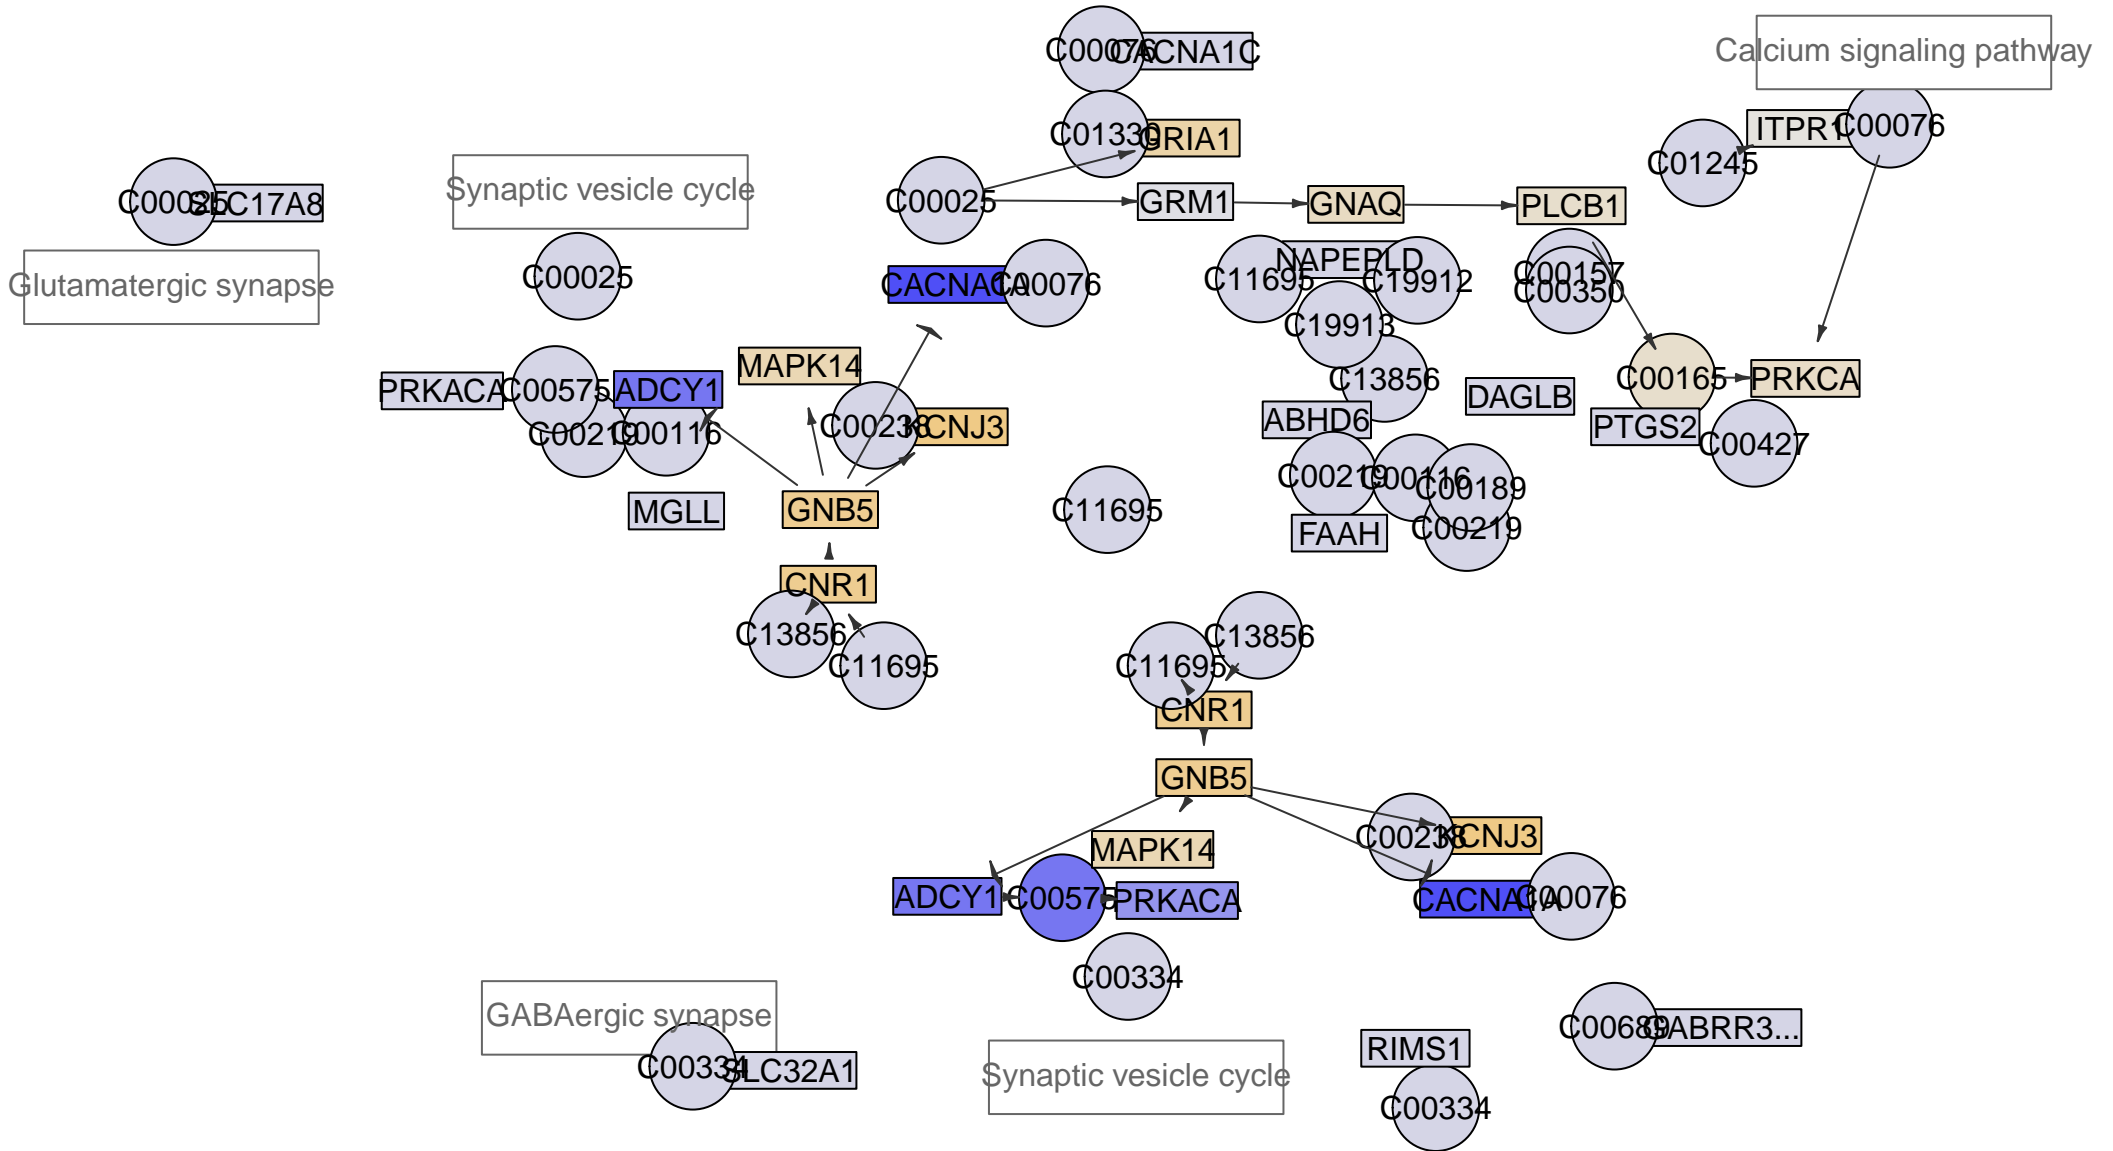 C00076
CACNA1C
Calcium signaling pathway
C01330
GRIA1
ITPR1
C00076
C01245
Synaptic vesicle cycle
C00025
SLC17A8
C00025
GRM1
GNAQ
PLCB1
Glutamatergic synapse
C00025
CACNA1A
C00076
C11695
NAPEPLD
C19912
C00157
C00350
C19913
MAPK14
PRKACA
C00575
ADCY1
C13856
DAGLB
C00165
PRKCA
C00219
C00116
C00238
KCNJ3
ABHD6
PTGS2
C00427
MGLL
GNB5
C11695
C00219
C00116
C00189
FAAH
C00219
CNR1
C13856
C11695
C11695
C13856
CNR1
GNB5
MAPK14
C00238
KCNJ3
ADCY1
C00575
PRKACA
CACNA1A
C00076
C00334
GABAergic synapse
C00334
SLC32A1
Synaptic vesicle cycle
RIMS1
C00334
C00689
GABRR3...